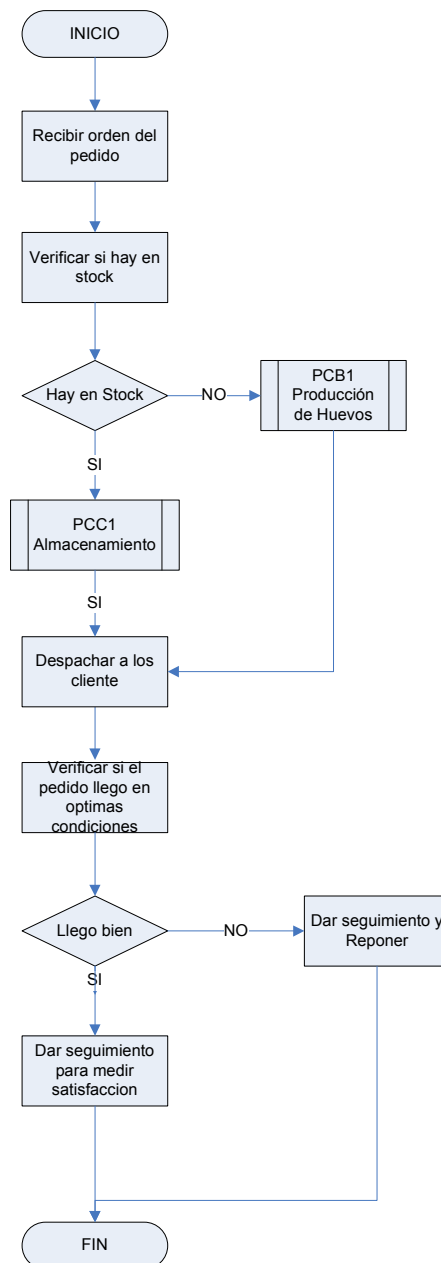 INICIO
Recibir orden del
pedido
Verificar si hay en
stock
Hay en Stock
NO
PCB1
Producción
de Huevos
SI
PCC1
Almacenamiento
SI
Despachar a los
cliente
Verificar si el
pedido llego en
optimas
condiciones
Llego bien
NO
Dar seguimiento y
Reponer
SI
Dar seguimiento
para medir
satisfaccion
FIN